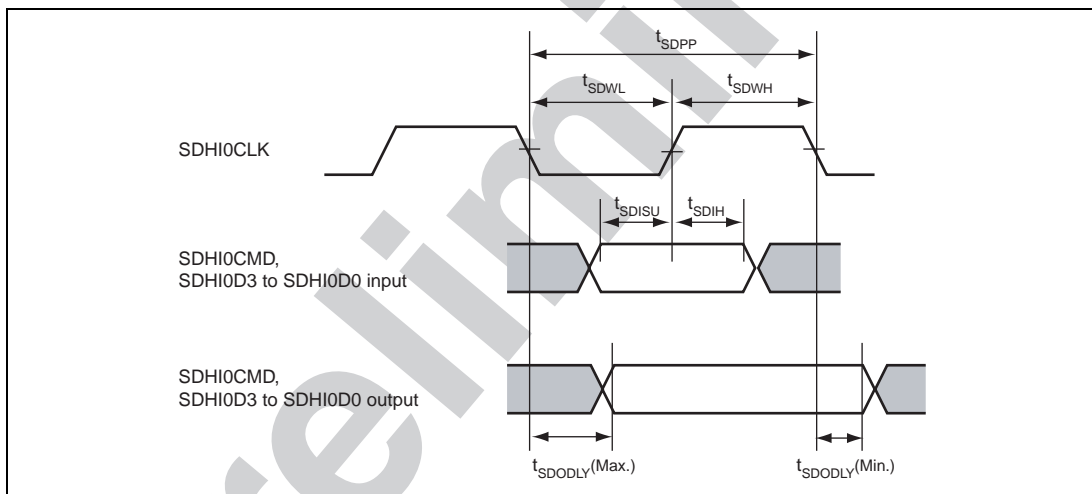 tSDPP
tSDWL tSDWH
SDHI0CLK
tSDISU tSDIH
SDHI0CMD,
SDHI0D3 to SDHI0D0 input
SDHI0CMD,
SDHI0D3 to SDHI0D0 output
tSDODLY(Max.) tSDODLY(Min.)